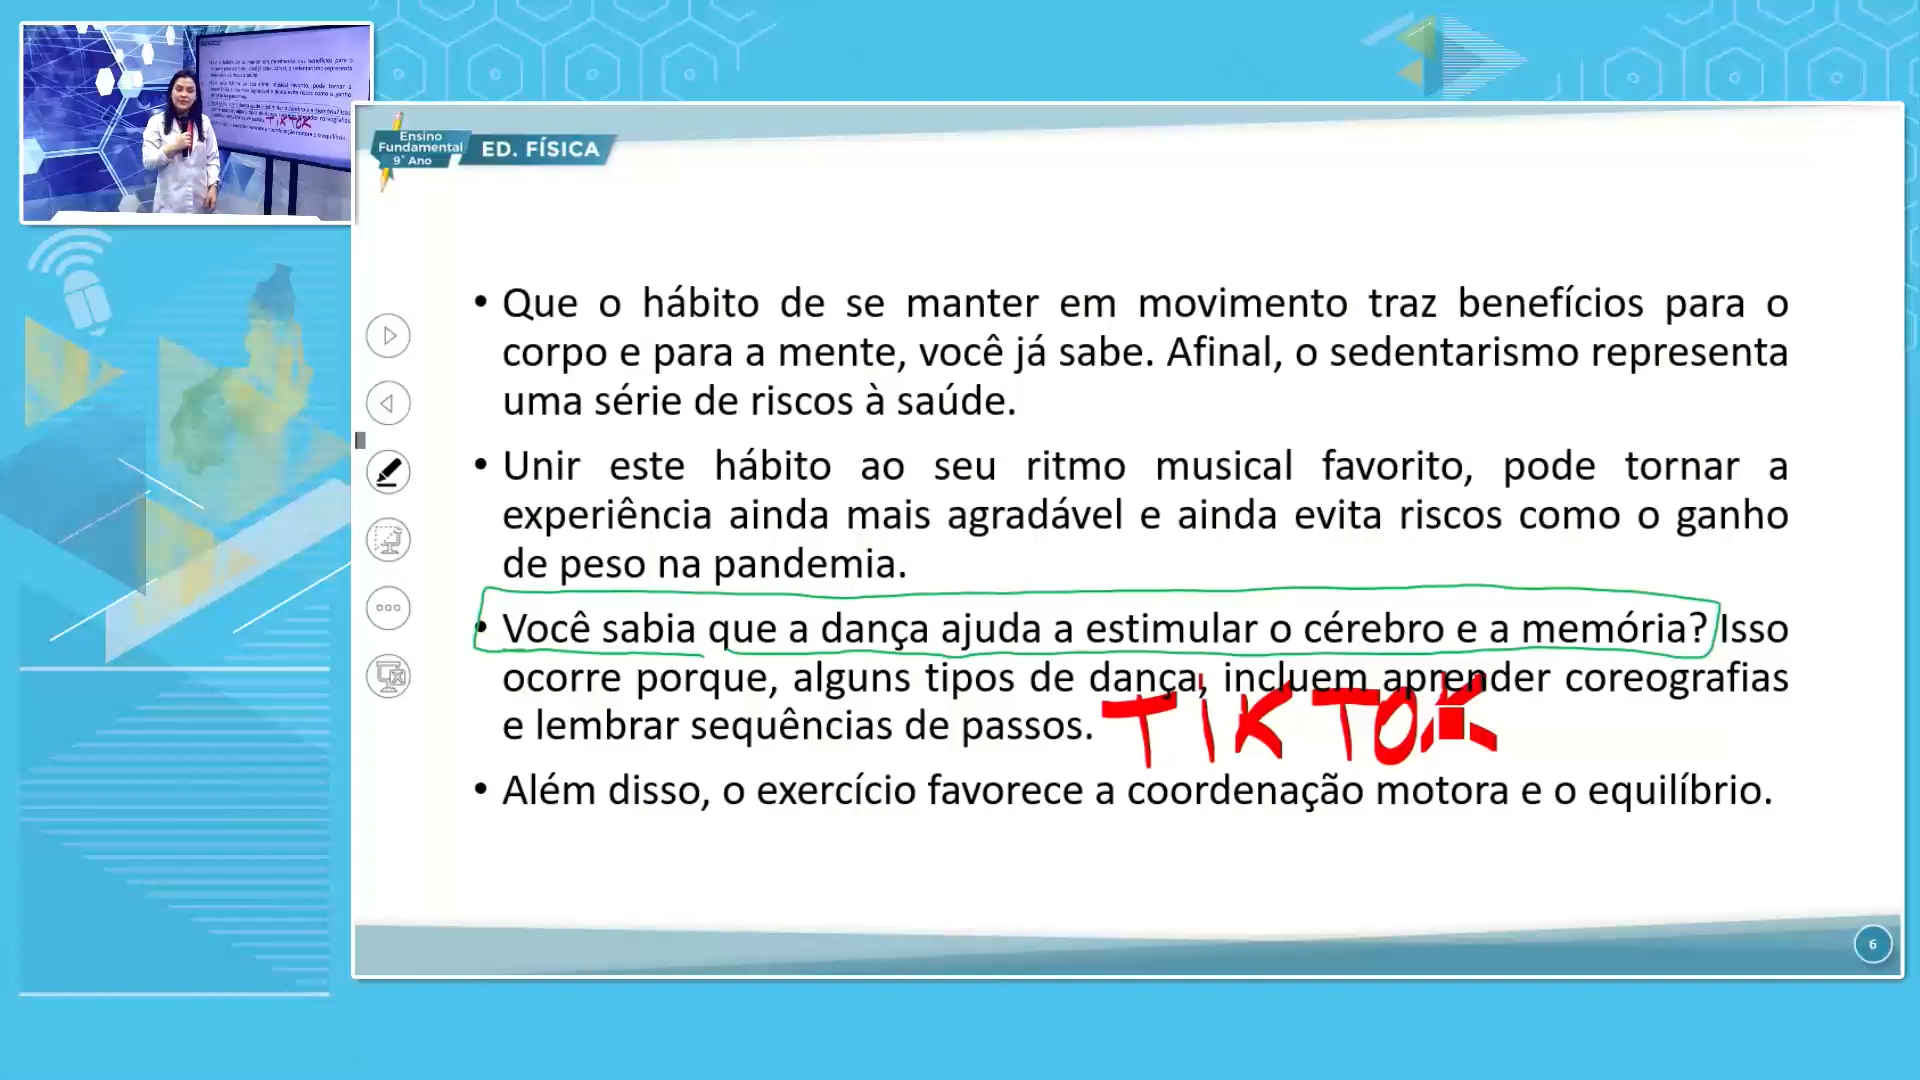 Ensino
Fundamental
9° Ano
ED. FÍSICA
• Que o hábito de se manter em movimento traz benefícios para o
corpo e para a mente, você já sabe. Afinal, o sedentarismo representa
uma série de riscos à saúde.
• Unir este hábito ao seu ritmo musical favorito, pode tornar a
experiência ainda mais agradável e ainda evita riscos como o ganho
de peso na pandemia.
• Você sabia que a dança ajuda a estimular o cérebro e a memória? Isso
ocorre porque, alguns tipos de dança, incluem aprender coreografias
e lembrar sequências de passos.
TIKTOK
• Além disso, o exercício favorece a coordenação motora e o equilíbrio.
6